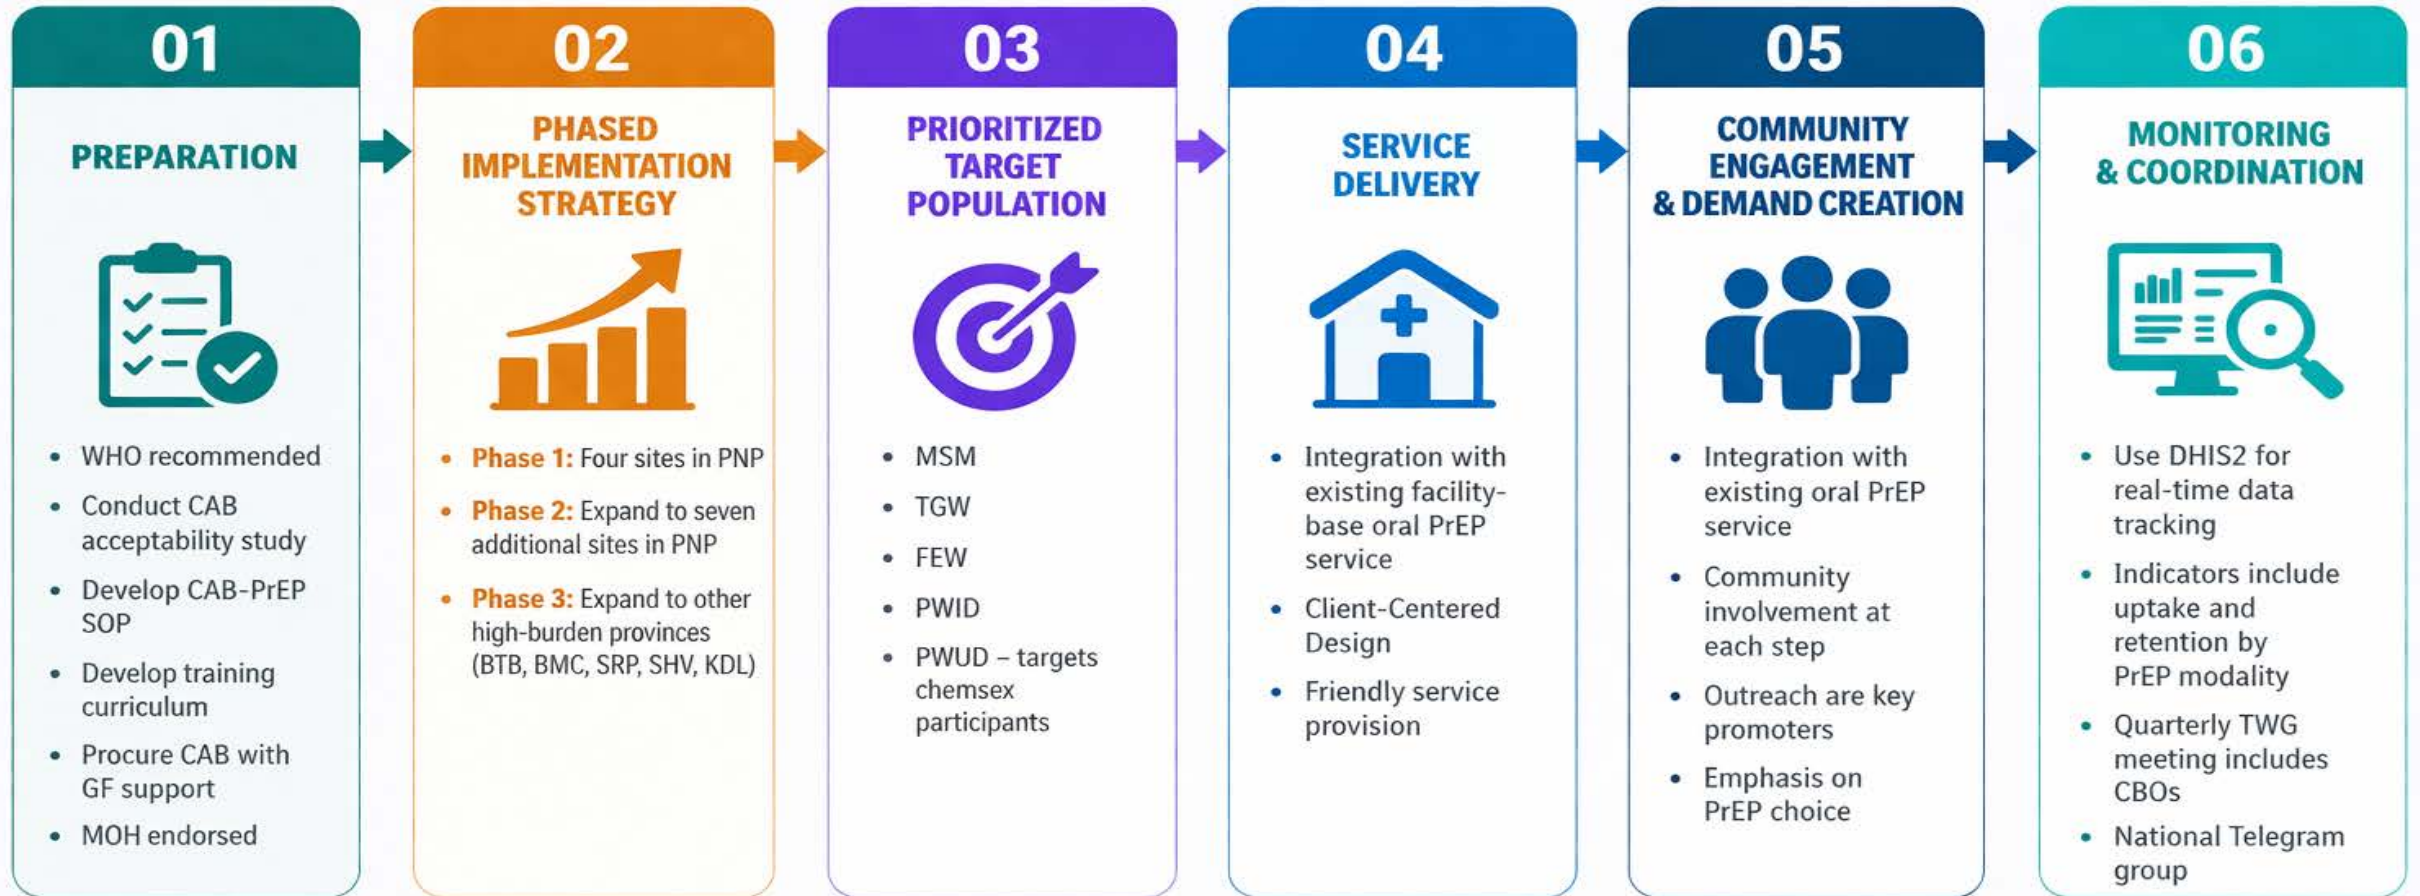 01
PREPARATION
• WHO recommended
• Conduct CAB
acceptability study
• Develop CAB-PrEP
SOP
• Develop training
curriculum
• Procure CAB with
GF support
• MOH endorsed
02
PHASED
IMPLEMENTATION
STRATEGY
• Phase 1: Four sites in PNP
• Phase 2: Expand to seven
additional sites in PNP
• Phase 3: Expand to other
high-burden provinces
(BTB, BMC, SRP, SHV, KDL)
03
PRIORITIZED
TARGET
POPULATION
• MSM
• TGW
• FEW
• PWID
• PWUD – targets
chemsex
participants
04
SERVICE
DELIVERY
• Integration with
existing facility-
base oral PrEP
service
• Client-Centered
Design
• Friendly service
provision
05
COMMUNITY
ENGAGEMENT
& DEMAND CREATION
• Integration with
existing oral PrEP
service
• Community
involvement at
each step
• Outreach are key
promoters
• Emphasis on
PrEP choice
06
MONITORING
& COORDINATION
• Use DHIS2 for
real-time data
tracking
• Indicators include
uptake and
retention by
PrEP modality
• Quarterly TWG
meeting includes
CBOs
• National Telegram
group